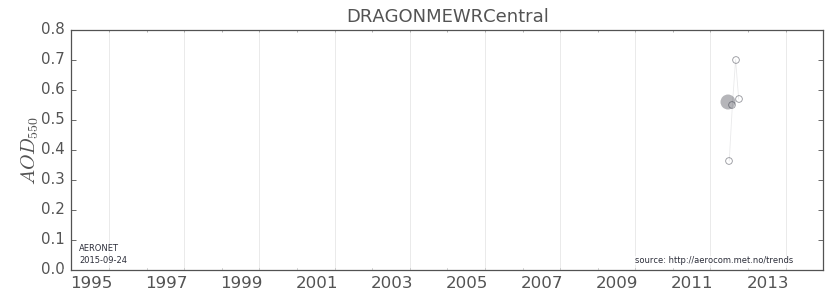 DRAGONMEWRCentral
0.8
0.7
0.6
0.5
0.4
0.3
0.2
0.1
0.0
AOD550
AERONET
2015-09-24
source: http://aerocom.met.no/trends
1995 1997 1999 2001 2003 2005 2007 2009 2011 2013